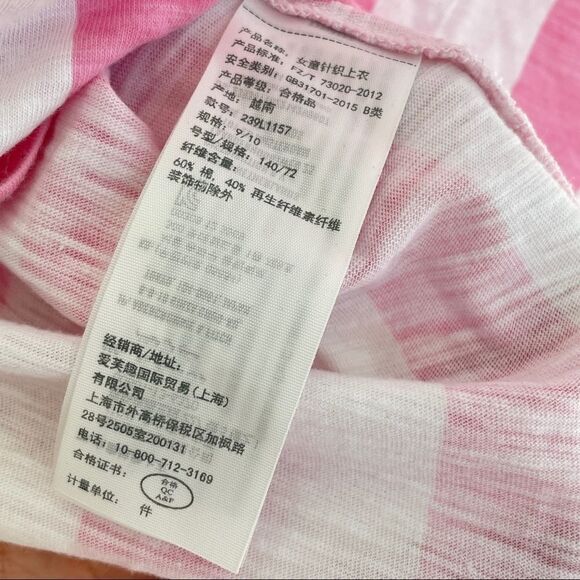 产品名称: 女童针织上衣
产品标准: FZ/T 73020-2012
安全类别: GB31701-2015 B类
产品等级: 合格品
产地: 越南
款号: 239L1157
规格: 9/10
号型/规格: 140/72
纤维含量:
60% 棉, 40% 再生纤维素纤维
装饰物除外
经销商/地址:
爱芙趣国际贸易(上海)
有限公司
上海市外高桥保税区加枫路
28号2505室200131
电话: 10-800-712-3169
合格证书:
合格
QC
A&F
计量单位: 件